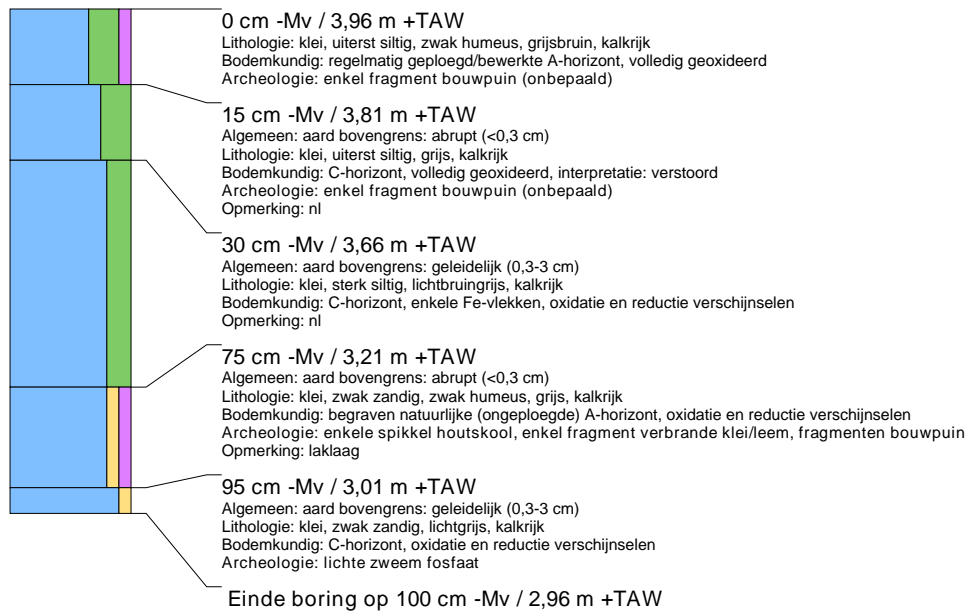 0 cm -Mv / 3,96 m +TAW
Lithologie: klei, uiterst siltig, zwak humeus, grijsbruin, kalkrijk
Bodemkundig: regelmatig geploegd/bewerkte A-horizont, volledig geoxideerd
Archeologie: enkel fragment bouwpuin (onbepaald)
15 cm -Mv / 3,81 m +TAW
Algemeen: aard bovengrens: abrupt (<0,3 cm)
Lithologie: klei, uiterst siltig, grijs, kalkrijk
Bodemkundig: C-horizont, volledig geoxideerd, interpretatie: verstoord
Archeologie: enkel fragment bouwpuin (onbepaald)
Opmerking: nl
30 cm -Mv / 3,66 m +TAW
Algemeen: aard bovengrens: geleidelijk (0,3-3 cm)
Lithologie: klei, sterk siltig, lichtbruingrijs, kalkrijk
Bodemkundig: C-horizont, enkele Fe-vlekken, oxidatie en reductie verschijnselen
Opmerking: nl
75 cm -Mv / 3,21 m +TAW
Algemeen: aard bovengrens: abrupt (<0,3 cm)
Lithologie: klei, zwak zandig, zwak humeus, grijs, kalkrijk
Bodemkundig: begraven natuurlijke (ongeploegde) A-horizont, oxidatie en reductie verschijnselen
Archeologie: enkele spikkel houtskool, enkel fragment verbrande klei/leem, fragmenten bouwpuin
Opmerking: laklaag
95 cm -Mv / 3,01 m +TAW
Algemeen: aard bovengrens: geleidelijk (0,3-3 cm)
Lithologie: klei, zwak zandig, lichtgrijs, kalkrijk
Bodemkundig: C-horizont, oxidatie en reductie verschijnselen
Archeologie: lichte zweem fosfaat
Einde boring op 100 cm -Mv / 2,96 m +TAW